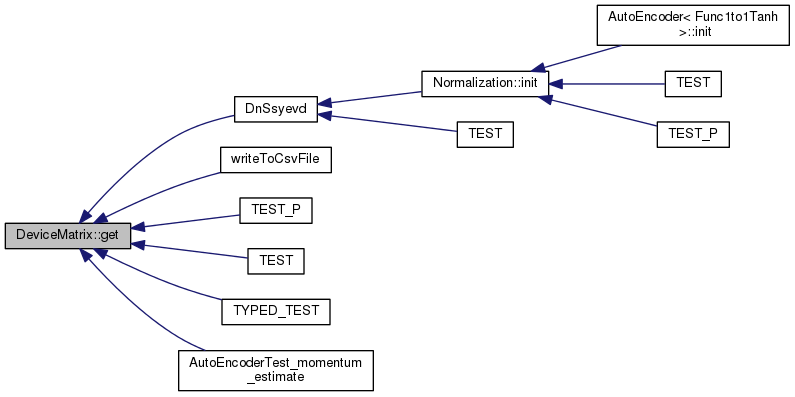 AutoEncoder< Func1to1Tanh
>::init
Normalization::init
TEST
DnSsyevd
TEST
TEST_P
writeToCsvFile
TEST_P
DeviceMatrix::get
TEST
TYPED_TEST
AutoEncoderTest_momentum
_estimate